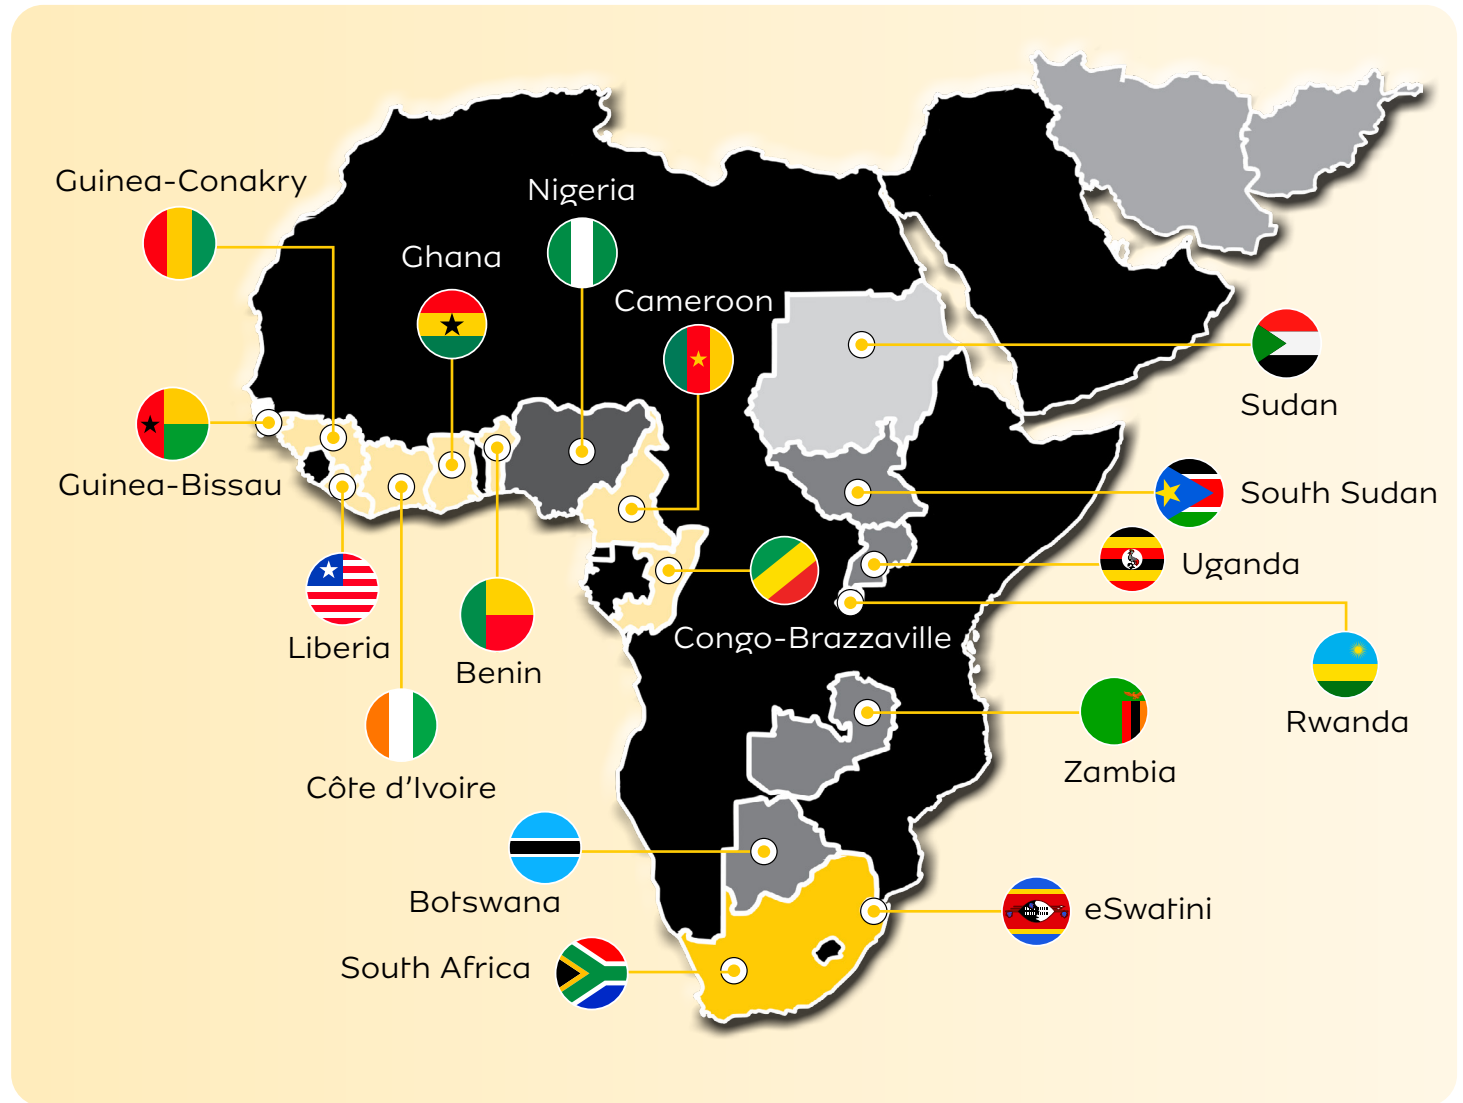 Guinea-Conakry
Nigeria
Ghana
Cameroon
Sudan
Guinea-Bissau
South Sudan
Uganda
Liberia
Benin
Congo-Brazzaville
Rwanda
Zambia
Côte d'Ivoire
Botswana
eSwatini
South Africa